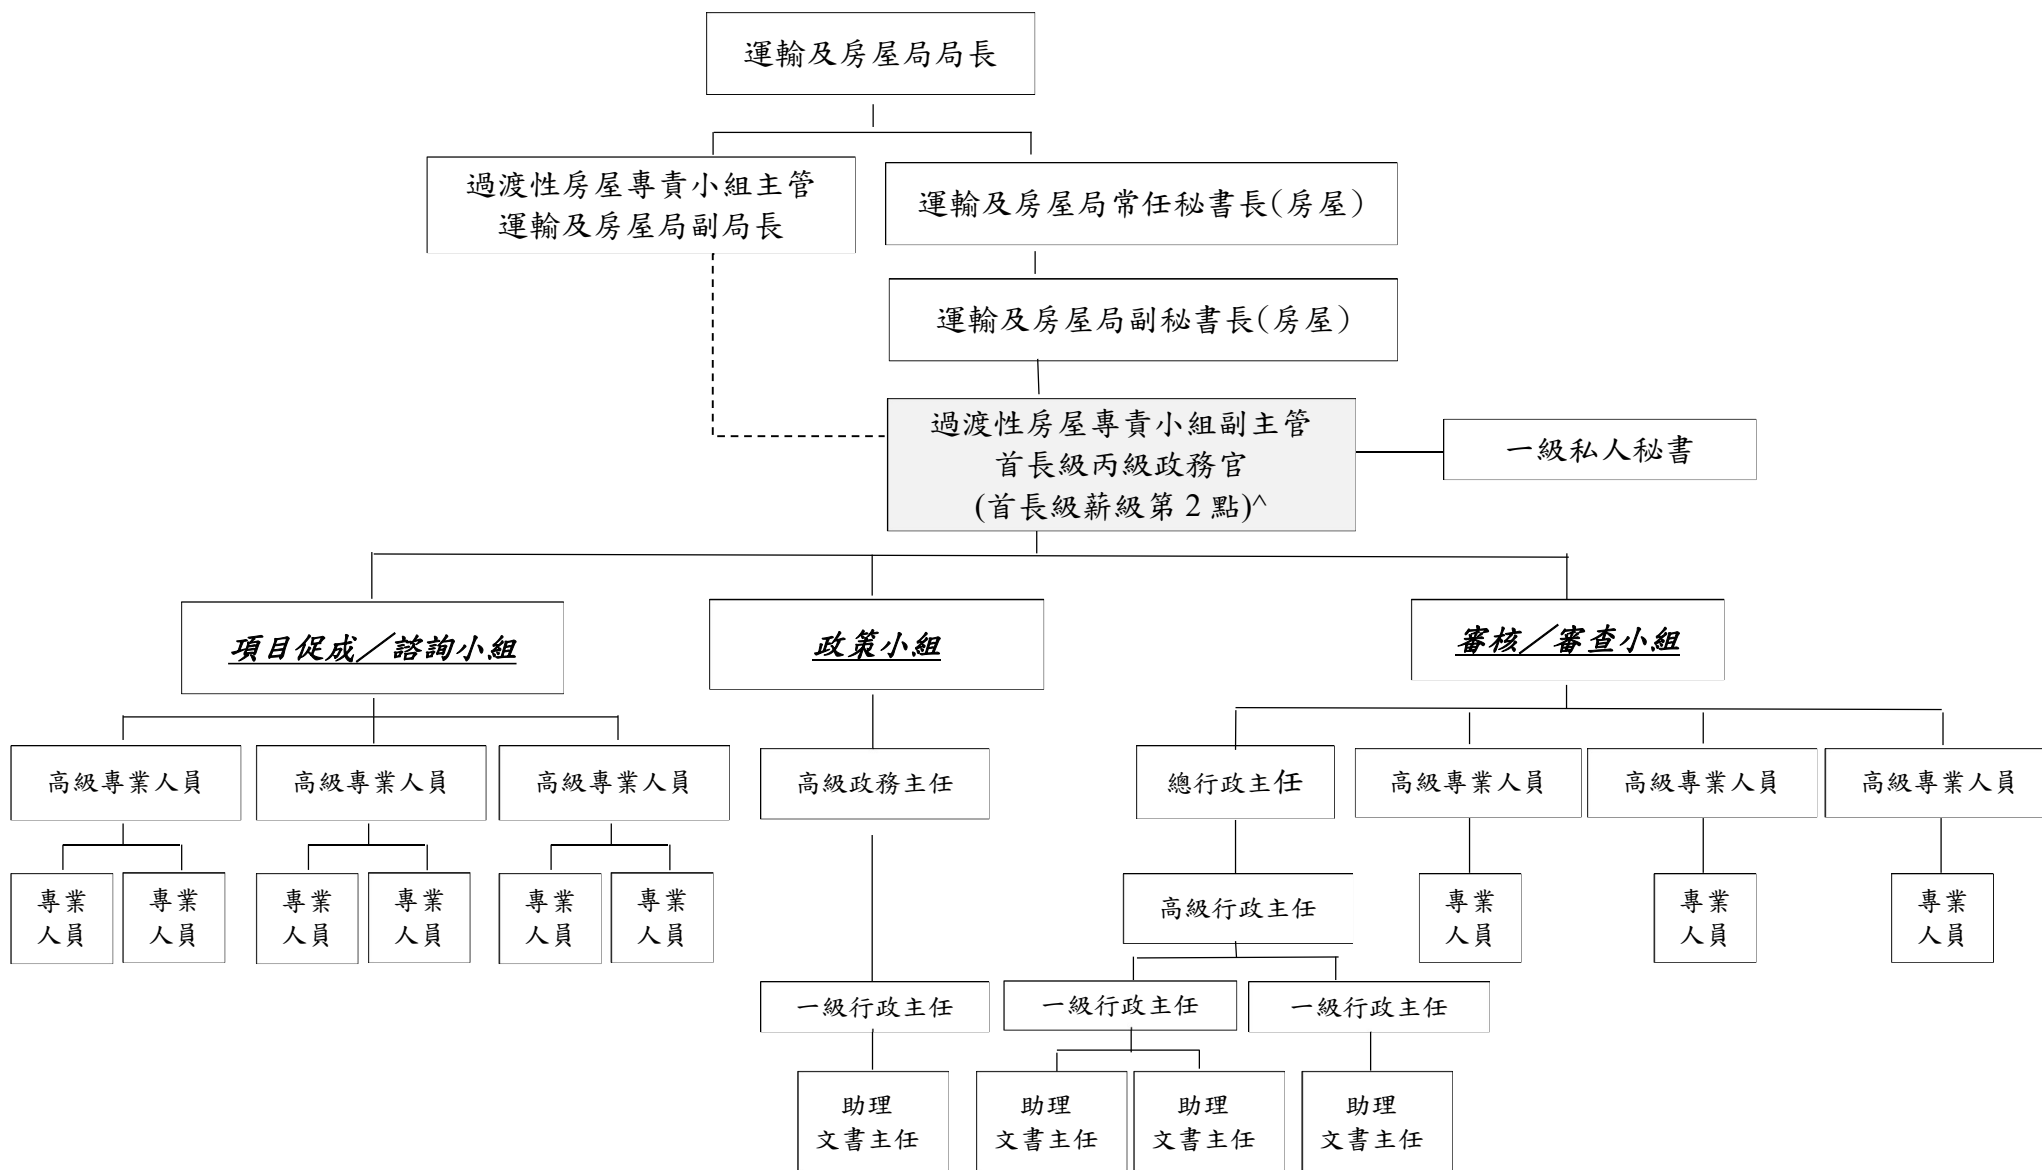 運輸及房屋局局長
過渡性房屋專責小組主管
運輸及房屋局副局長
運輸及房屋局常任秘書長(房屋)
運輸及房屋局副秘書長(房屋)
過渡性房屋專責小組副主管
首長級丙級政務官
(首長級薪級第 2 點)^
一級私人秘書
項目促成／諮詢小組
政策小組
審核／審查小組
高級專業人員
高級專業人員
高級專業人員
高級政務主任
總行政主任
高級專業人員
高級專業人員
高級專業人員
專業
人員
專業
人員
專業
人員
專業
人員
專業
人員
專業
人員
高級行政主任
專業
人員
專業
人員
專業
人員
一級行政主任
一級行政主任
一級行政主任
助理
文書主任
助理
文書主任
助理
文書主任
助理
文書主任